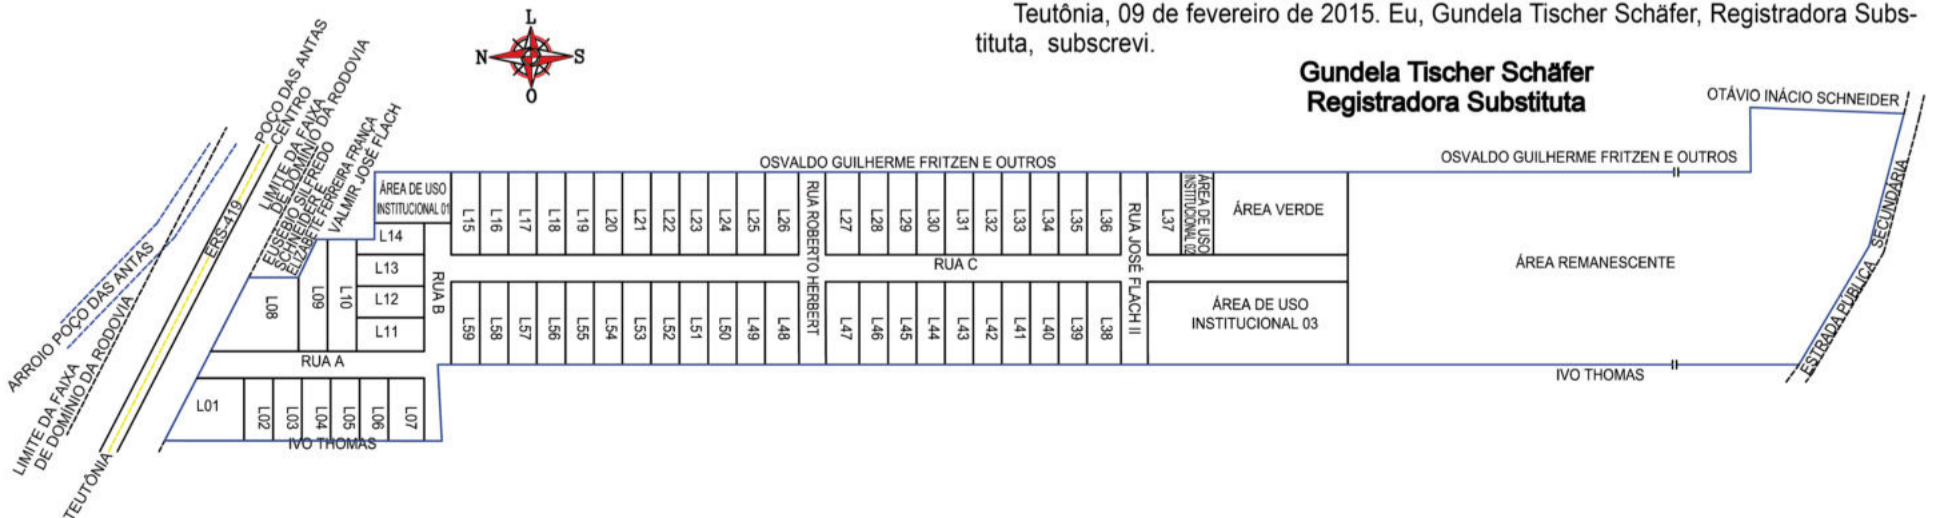 Teutônia, 09 de fevereiro de 2015. Eu, Gundela Tischer Schäfer, Registradora Subs-
tituta, subscrevi.
Gundela Tischer Schäfer
Registradora Substituta
L
N
S
O
POÇO DAS ANTAS
CENTRO
LIMITE DA FAIXA
DE DOMÍNIO DA RODOVIA
EUSÉBIO SILFREDO
SCHNEIDER E
ELIZABETE FERREIRA FRANÇA
VALMIR JOSÉ FLACH
ERS-419
ARROIO POÇO DAS ANTAS
LIMITE DA FAIXA
DE DOMÍNIO DA RODOVIA
TEUTÔNIA
OSVALDO GUILHERME FRITZEN E OUTROS
OSVALDO GUILHERME FRITZEN E OUTROS
OTÁVIO INÁCIO SCHNEIDER
ÁREA DE USO
INSTITUCIONAL 01
L15
L16
L17
L18
L19
L20
L21
L22
L23
L24
L25
L26
RUA ROBERTO HERBERT
L27
L28
L29
L30
L31
L32
L33
L34
L35
L36
RUA JOSÉ FLACH II
L37
ÁREA DE USO
INSTITUCIONAL 02
ÁREA VERDE
L14
L13
L12
L11
L10
L09
L08
RUA B
RUA C
ÁREA REMANESCENTE
ESTRADA PÚBLICA SECUNDÁRIA
L59
L58
L57
L56
L55
L54
L53
L52
L51
L50
L49
L48
L47
L46
L45
L44
L43
L42
L41
L40
L39
L38
ÁREA DE USO
INSTITUCIONAL 03
RUA A
IVO THOMAS
L01
L02
L03
L04
L05
L06
L07
IVO THOMAS